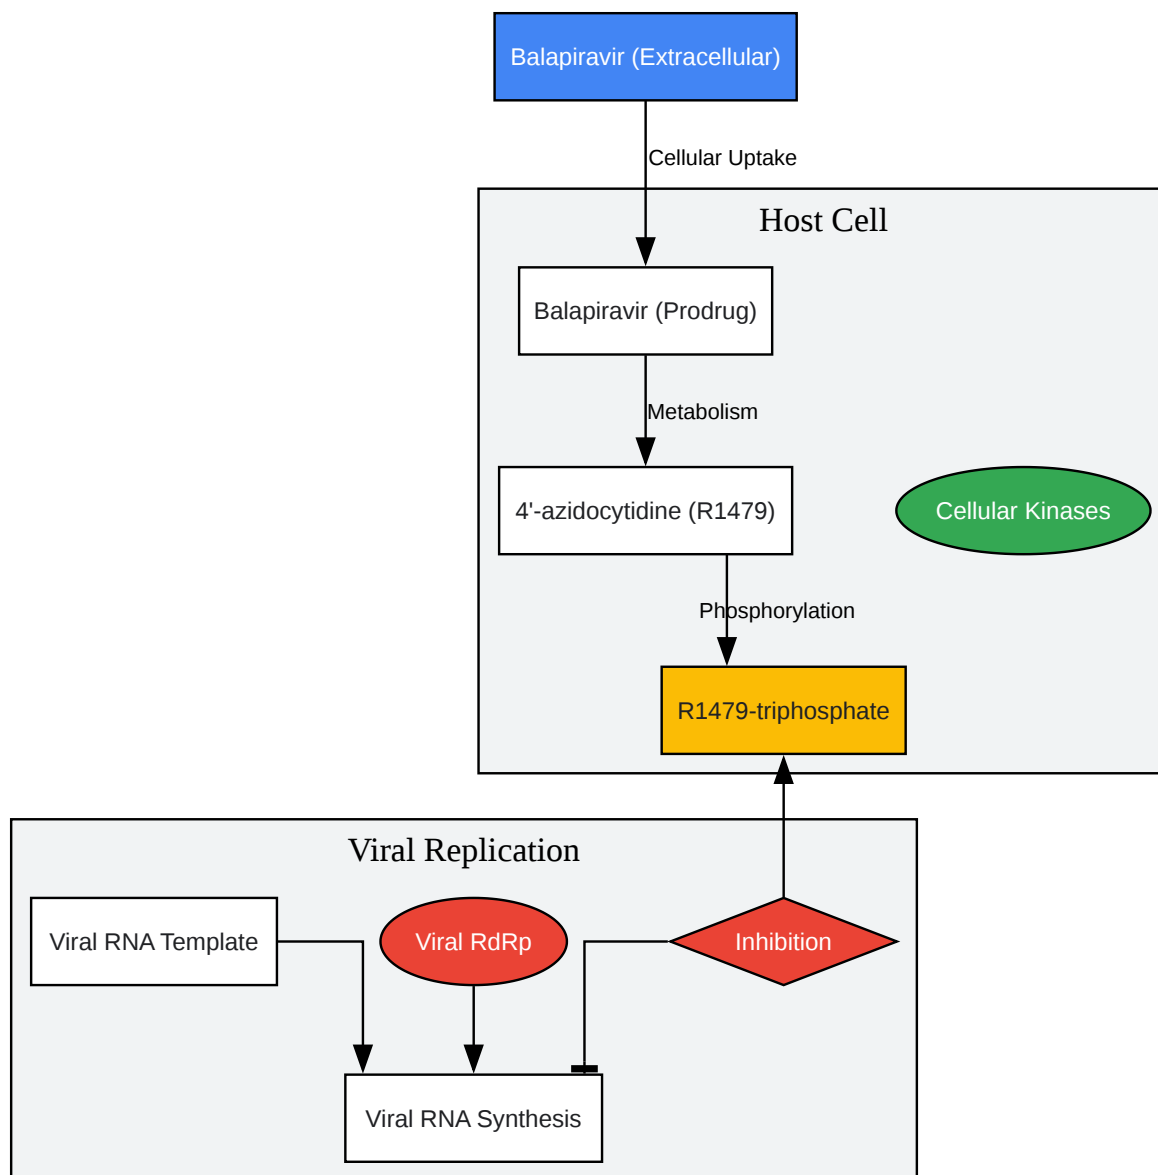 Balapiravir (Extracellular)
Cellular Uptake
Host Cell
Balapiravir (Prodrug)
Metabolism
4'-azidocytidine (R1479)
Cellular Kinases
Phosphorylation
R1479-triphosphate
Viral Replication
Viral RNA Template
Viral RdRp
Inhibition
Viral RNA Synthesis